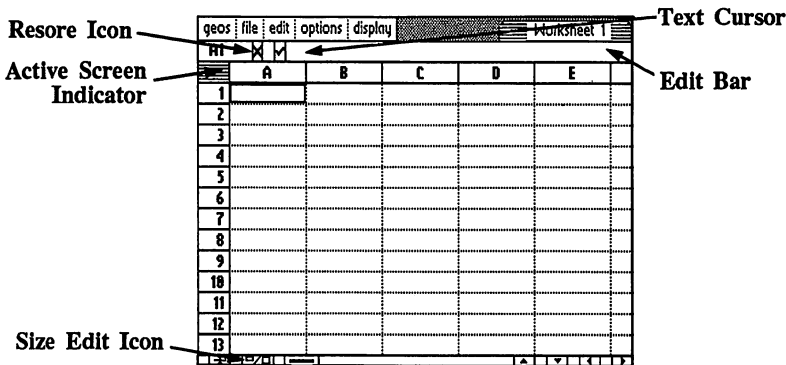 geos file edit options display Worksheet 1
Text Cursor
Resore Icon
A1
Active Screen
Indicator
Edit Bar
A B C D E
1
2
3
4
5
6
7
8
9
10
11
12
13
Size Edit Icon